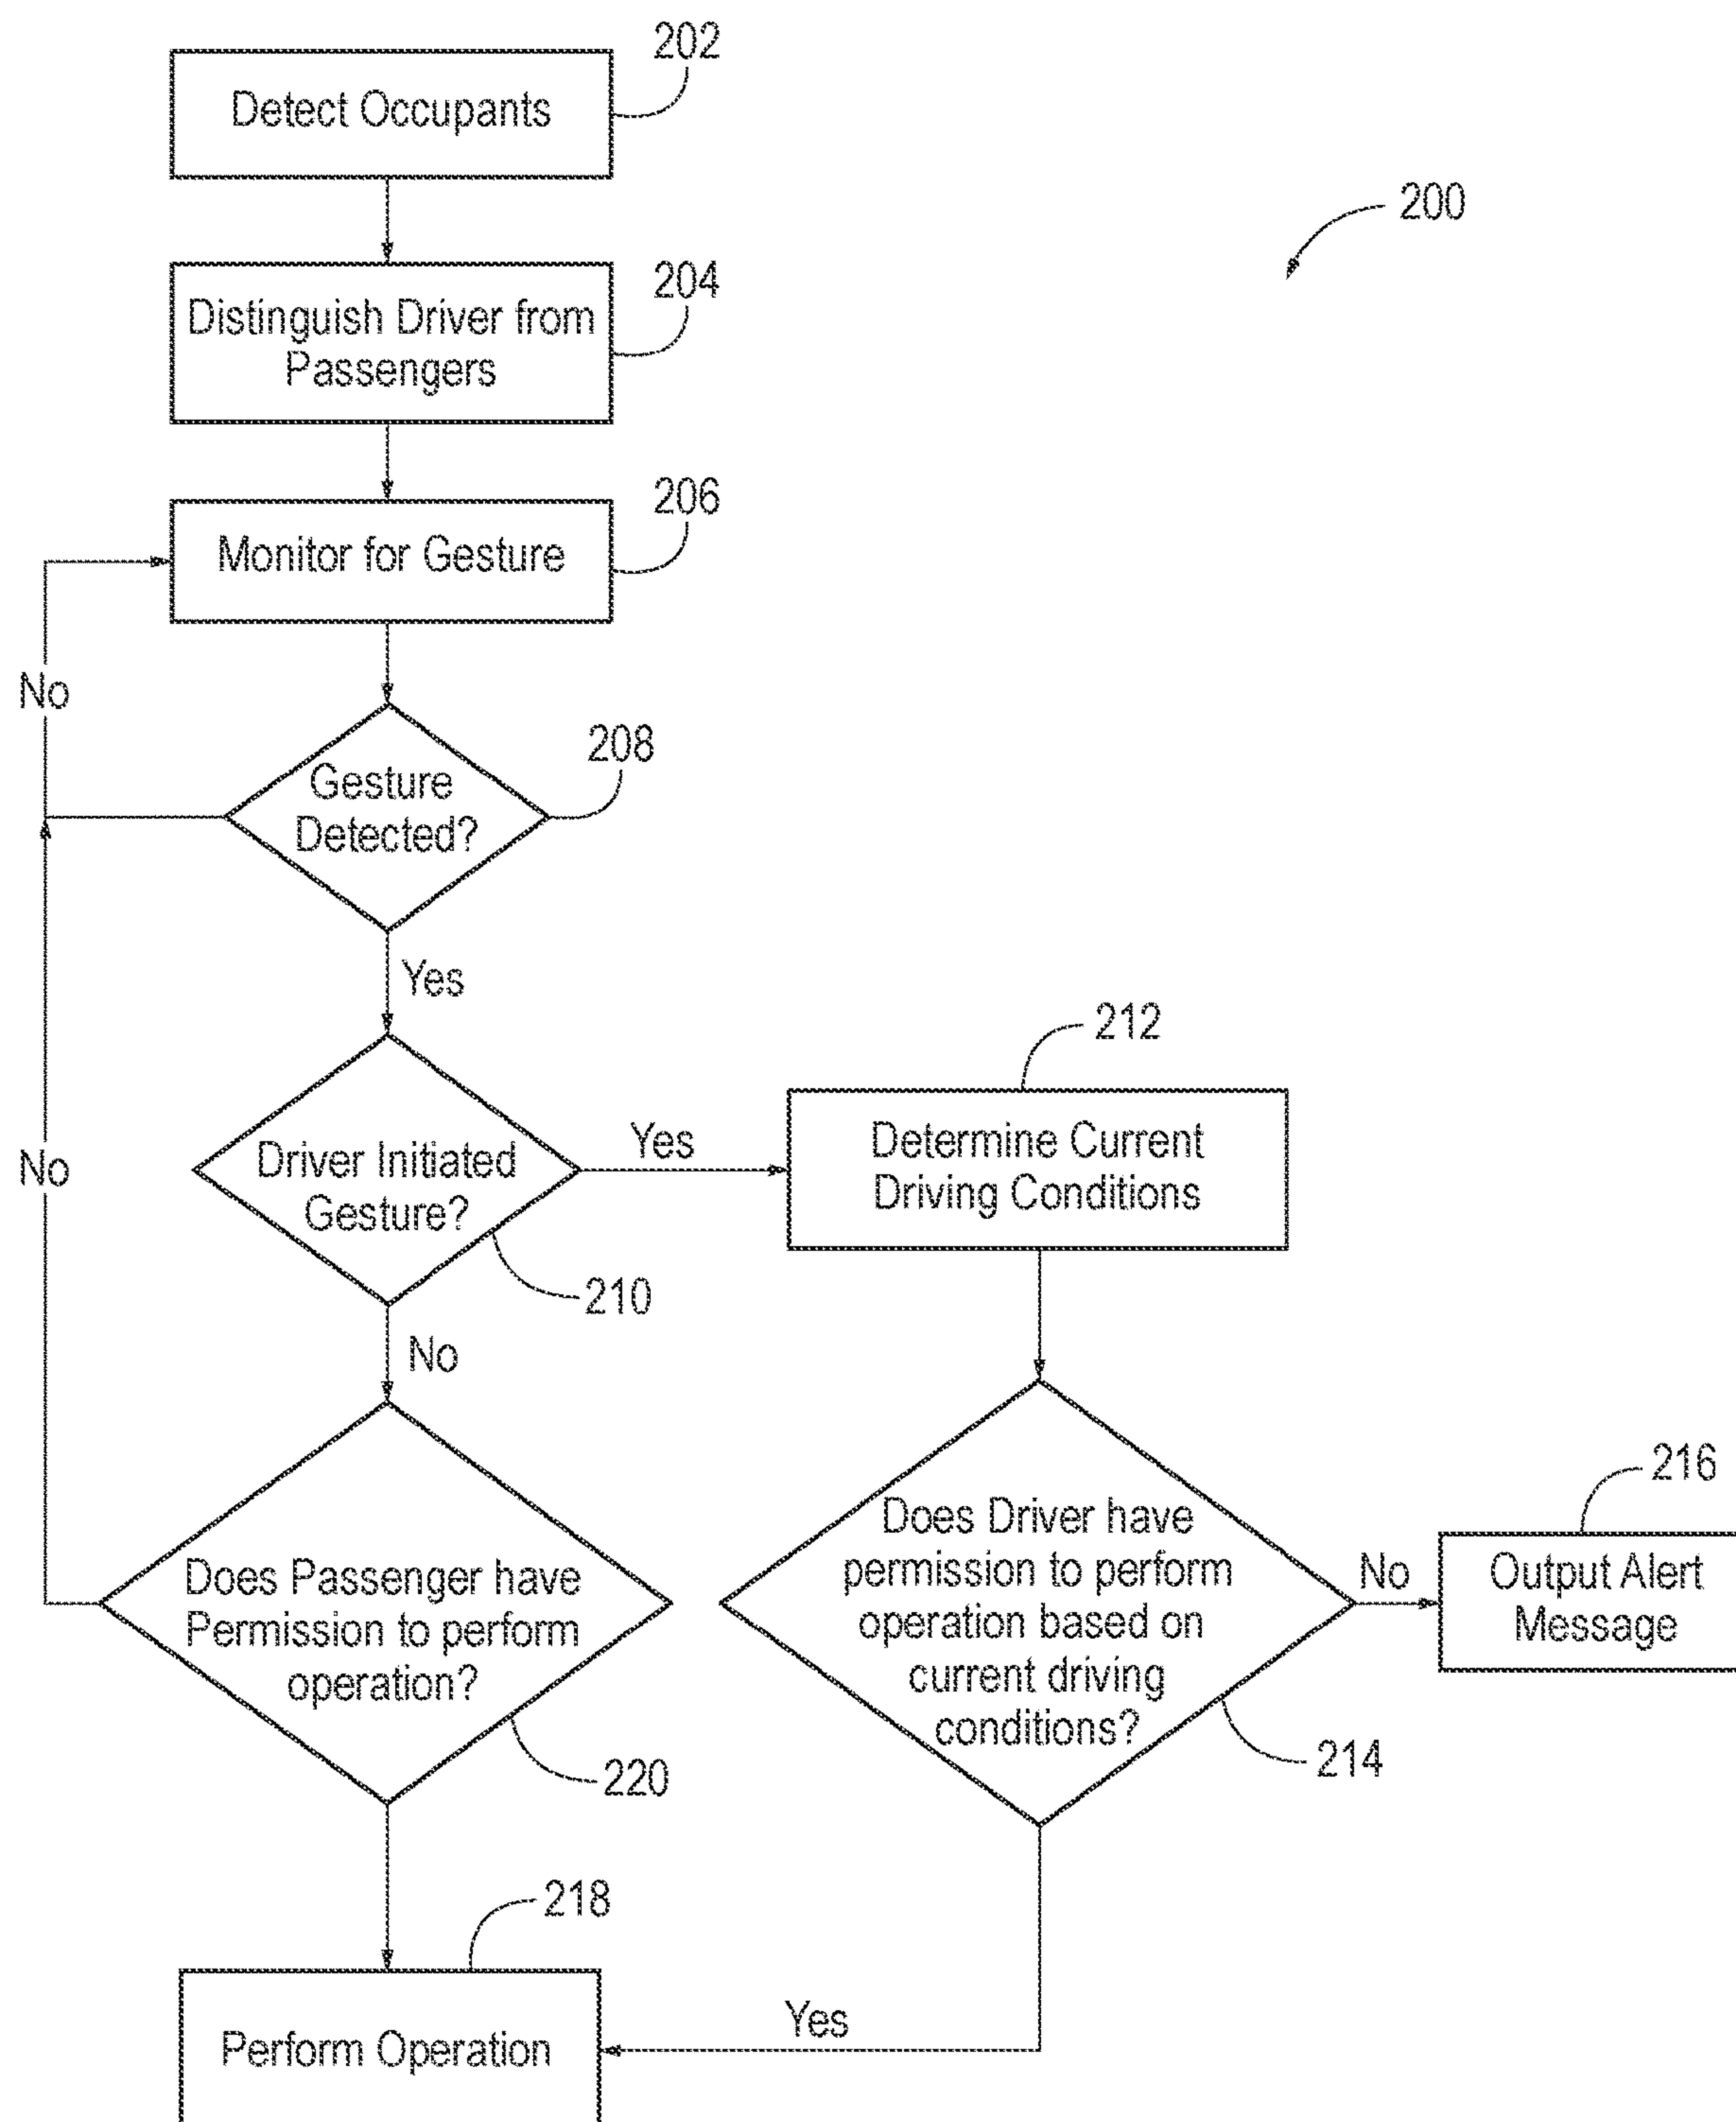 202
Detect Occupants
200
204
Distinguish Driver from
Passengers
206
Monitor for Gesture
No
208
Gesture
Detected?
Yes
212
Driver Initiated
Gesture?
Yes
Determine Current
Driving Conditions
No
210
No
216
Does Passenger have
Permission to perform
operation?
220
Does Driver have
permission to perform
operation based on
current driving
conditions?
214
No
Output Alert
Message
218
Perform Operation
Yes